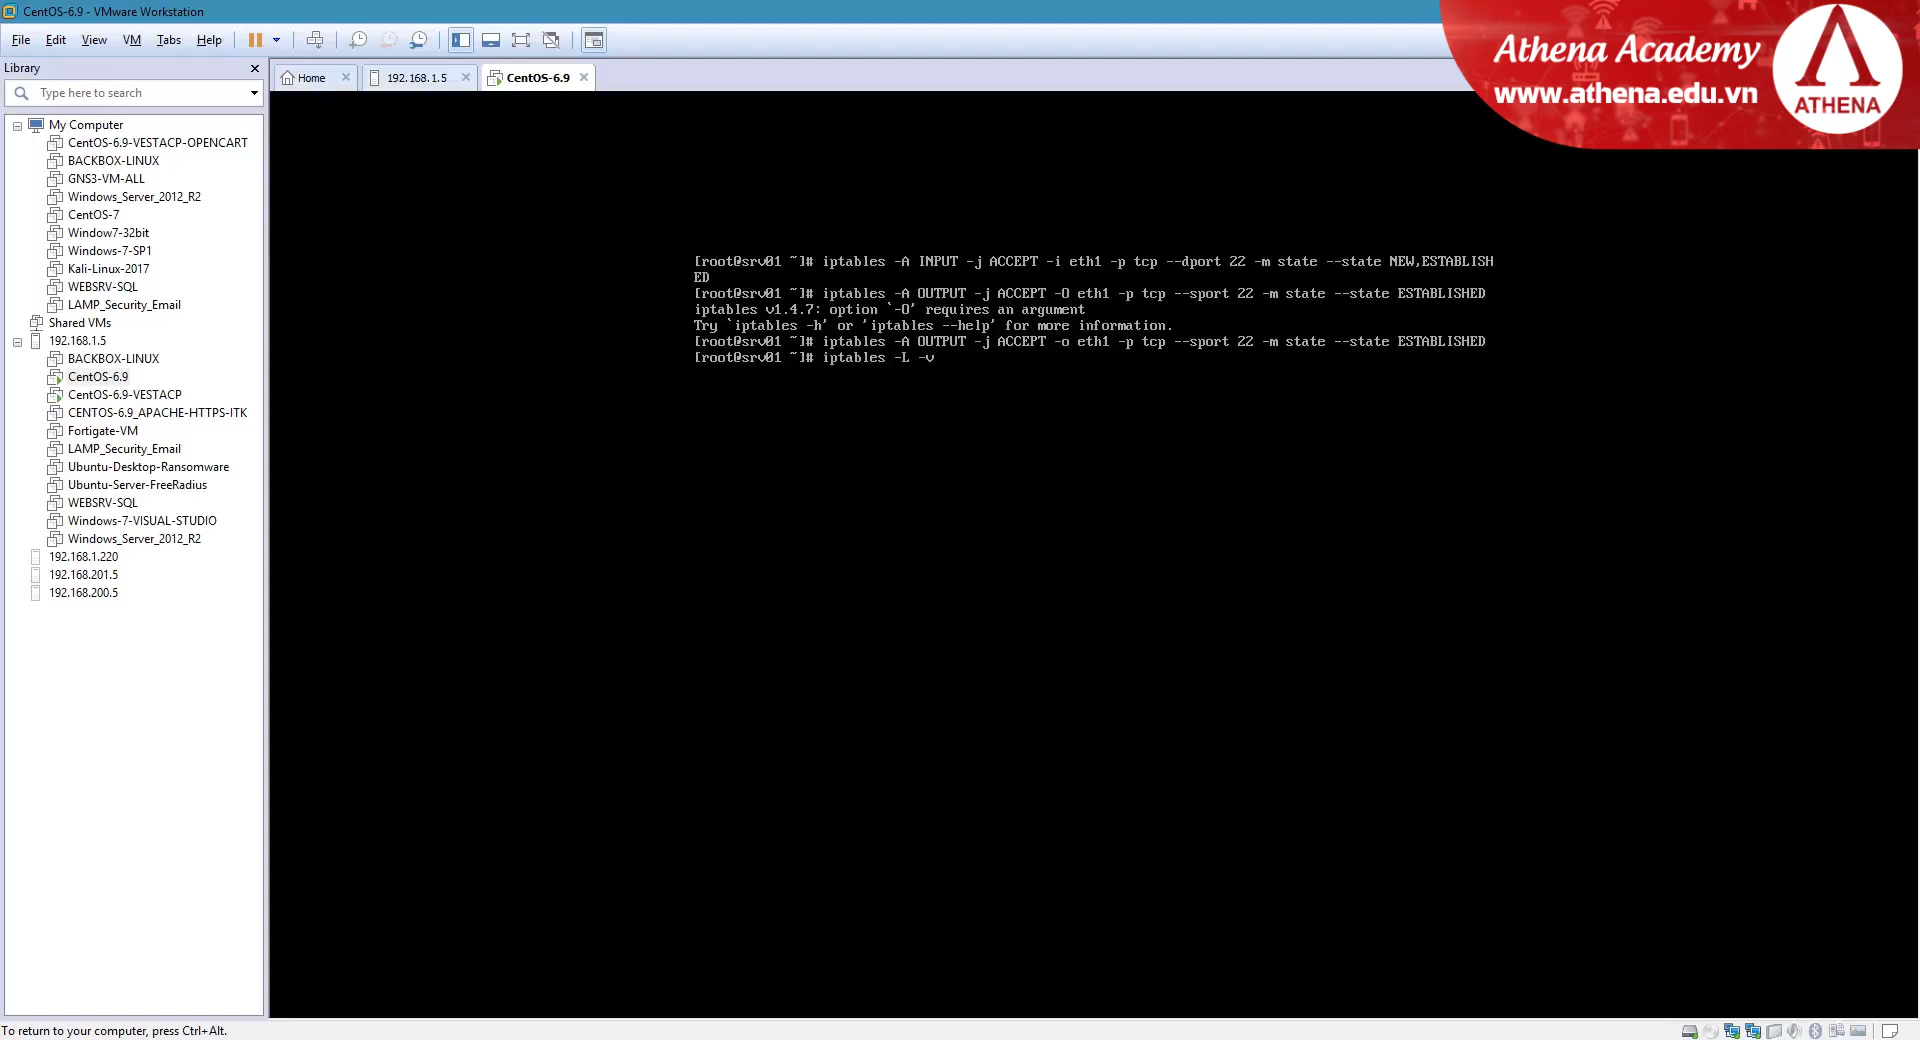 CentOS-6.9 - VMware Workstation
File Edit View VM Tabs Help
Athena Academy
www.athena.edu.vn
ATHENA
Library
Type here to search
Home
192.168.1.5
CentOS-6.9
My Computer
CentOS-6.9-VESTACP-OPENCART
BACKBOX-LINUX
GNS3-VM-ALL
Windows_Server_2012_R2
CentOS-7
Window7-32bit
Windows-7-SP1
Kali-Linux-2017
WEBSRV-SQL
LAMP_Security_Email
Shared VMs
192.168.1.5
BACKBOX-LINUX
CentOS-6.9
CentOS-6.9-VESTACP
CENTOS-6.9_APACHE-HTTPS-ITK
Fortigate-VM
LAMP_Security_Email
Ubuntu-Desktop-Ransomware
Ubuntu-Server-FreeRadius
WEBSRV-SQL
Windows-7-VISUAL-STUDIO
Windows_Server_2012_R2
192.168.1.220
192.168.201.5
192.168.200.5
[root@srv01 ~]# iptables -A INPUT -j ACCEPT -i eth1 -p tcp --dport 22 -m state --state NEW,ESTABLISH
ED
[root@srv01 ~]# iptables -A OUTPUT -j ACCEPT -O eth1 -p tcp --sport 22 -m state --state ESTABLISHED
iptables v1.4.7: option `-O' requires an argument
Try `iptables -h' or 'iptables --help' for more information.
[root@srv01 ~]# iptables -A OUTPUT -j ACCEPT -o eth1 -p tcp --sport 22 -m state --state ESTABLISHED
[root@srv01 ~]# iptables -L -v
To return to your computer, press Ctrl+Alt.